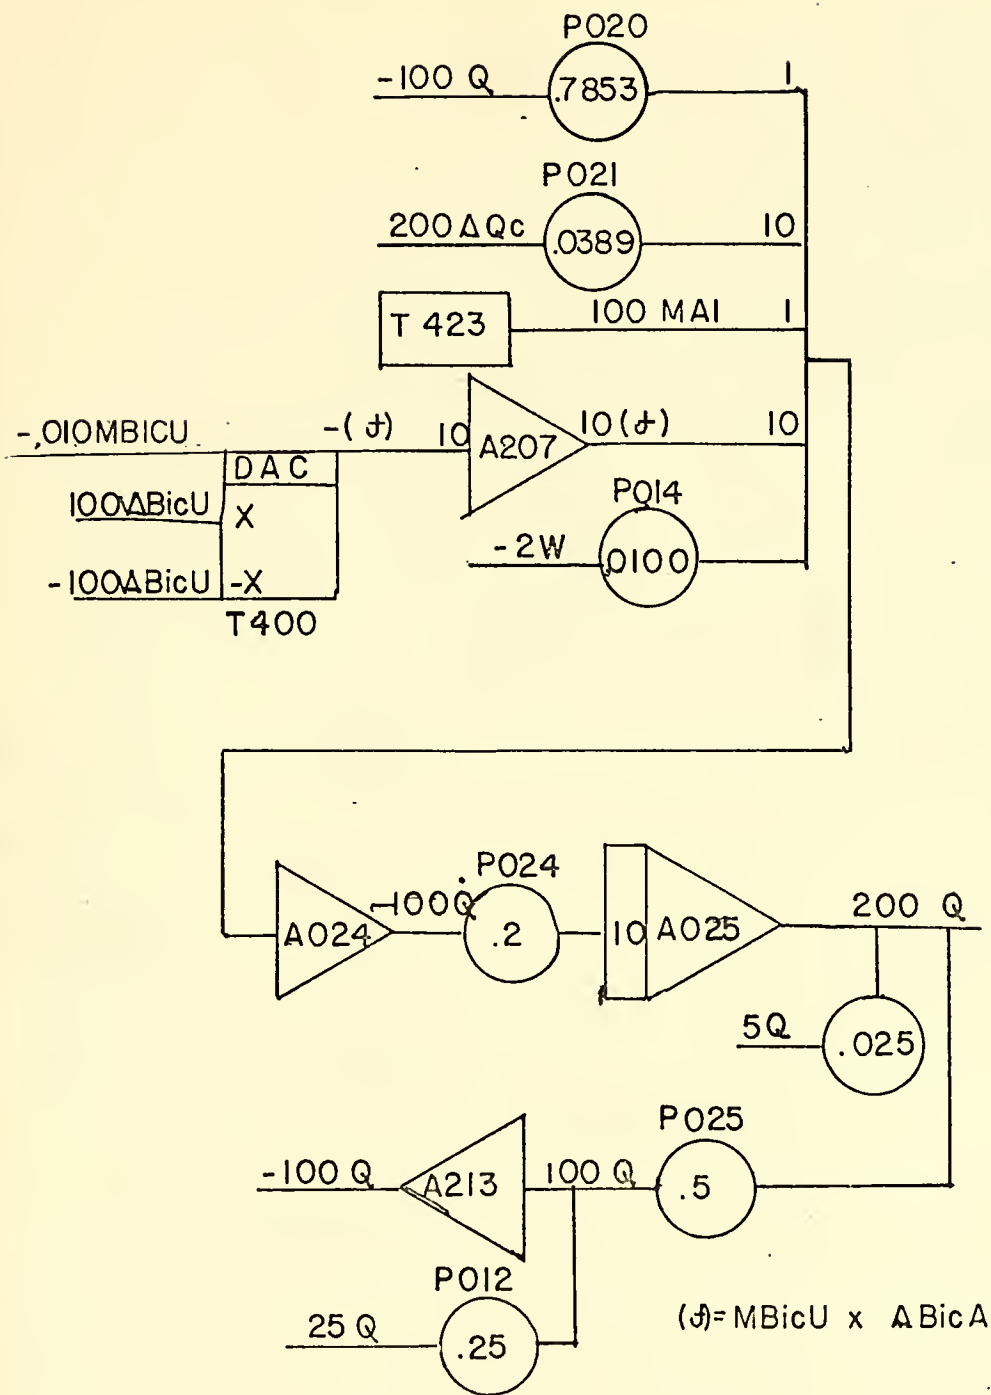 P020
-100 Q
.7853
1
P021
200 Δ Qc
.0389
10
T 423
100 MA1
1
-.010MBICU
-(ɗ)
10
A207
10(ɗ)
10
DAC
100ΔBicU
X
-100ΔBicU
-X
T400
P014
-2W
.0100
A024
-100Q̇
P024
.2
10
A025
200 Q
5Q
.025
P025
-100 Q
A213
100 Q
.5
P012
25 Q
.25
(ɗ)= MBicU x ΔBicA